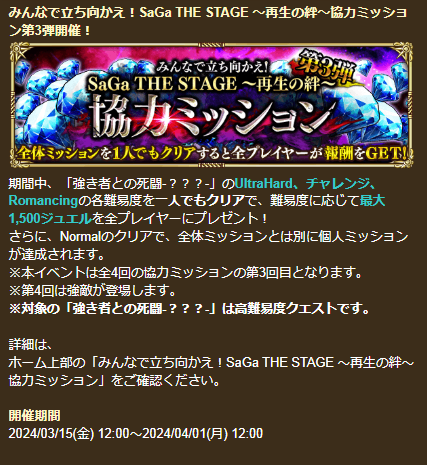 みんなで立ち向かえ！SaGa THE STAGE ～再生の絆～協力ミッショ
ン第3弾開催！
みんなで立ち向かえ!
第3弾
SaGa THE STAGE ～再生の絆～
協力ミッション
全体ミッションを1人でもクリアすると全プレイヤーが報酬をGET!
期間中、「強き者との死闘-？？？-」のUltraHard、チャレンジ、
Romancingの各難易度を一人でもクリアで、難易度に応じて最大
1,500ジュエルを全プレイヤーにプレゼント！
さらに、Normalのクリアで、全体ミッションとは別に個人ミッション
が達成されます。
※本イベントは全4回の協力ミッションの第3回目となります。
※第4回は強敵が登場します。
※対象の「強き者との死闘-？？？-」は高難易度クエストです。
詳細は、
ホーム上部の「みんなで立ち向かえ！SaGa THE STAGE ～再生の絆～
協力ミッション」をご確認ください。
開催期間
2024/03/15(金) 12:00～2024/04/01(月) 12:00